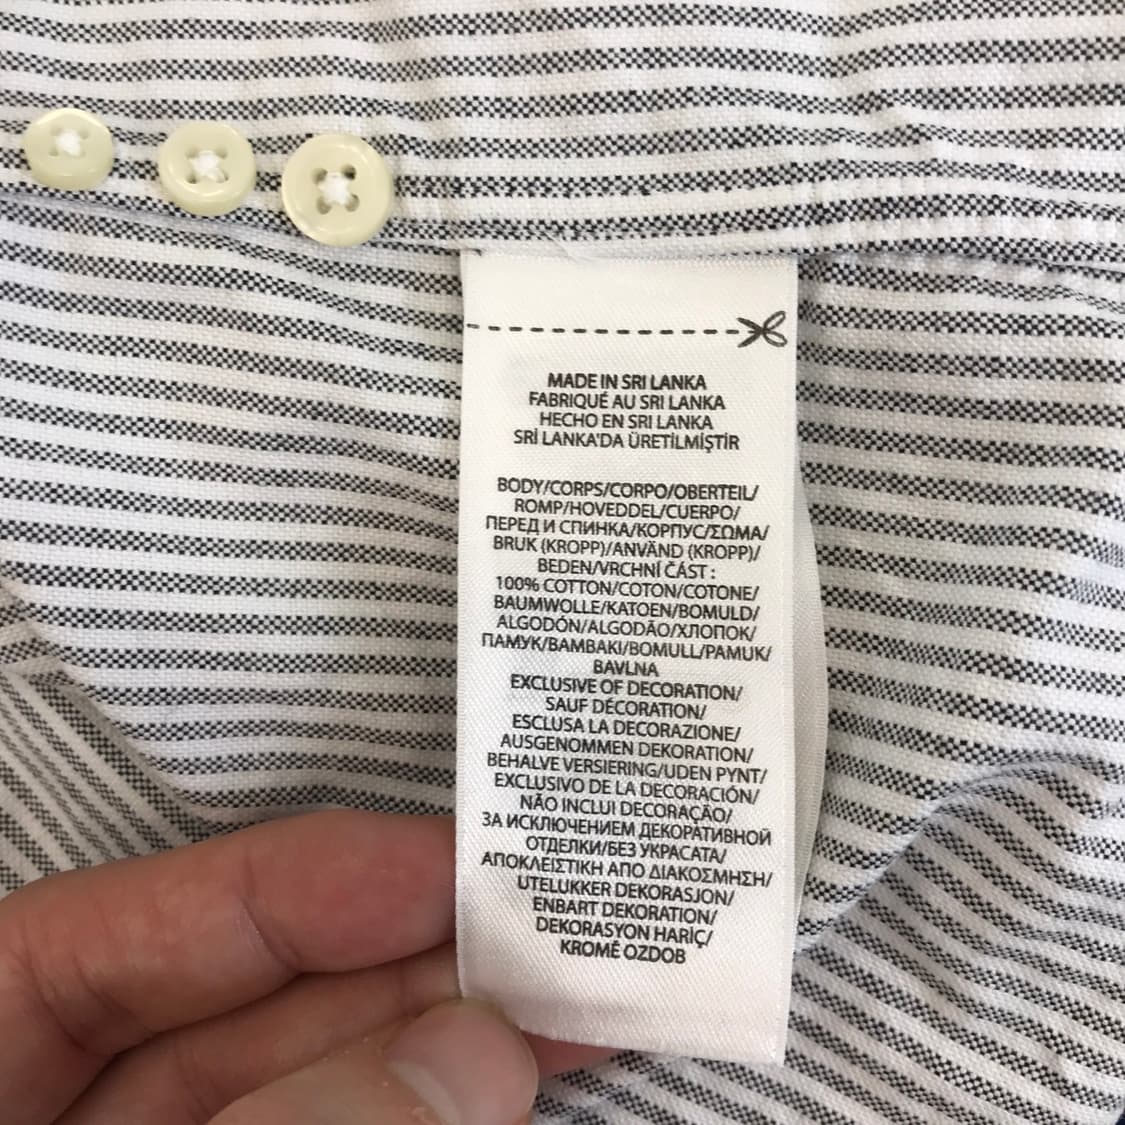 MADE IN SRI LANKA
FABRIQUÉ AU SRI LANKA
HECHO EN SRI LANKA
SRİ LANKA'DA ÜRETİLMİŞTİR
BODY/CORPS/CORPO/OBERTEIL/
ROMP/HOVEDDEL/CUERPO/
ПЕРЕД И СПИНКА/КОРПУС/ΣΩΜΑ/
BRUK (KROPP)/ANVÄND (KROPP)/
BEDEN/VRCHNÍ ČÁST :
100% COTTON/COTON/COTONE/
BAUMWOLLE/KATOEN/BOMULD/
ALGODÓN/ALGODÃO/ХЛОПОК/
ПАМУК/ΒΑΜΒΑΚΙ/BOMULL/PAMUK/
BAVLNA
EXCLUSIVE OF DECORATION/
SAUF DÉCORATION/
ESCLUSA LA DECORAZIONE/
AUSGENOMMEN DEKORATION/
BEHALVE VERSIERING/UDEN PYNT/
EXCLUSIVO DE LA DECORACIÓN/
NÃO INCLUI DECORAÇÃO/
ЗА ИСКЛЮЧЕНИЕМ ДЕКОРАТИВНОЙ
ОТДЕЛКИ/БЕЗ УКРАСАТА/
ΑΠΟΚΛΕΙΣΤΙΚΗ ΑΠΟ ΔΙΑΚΟΣΜΗΣΗ/
UTELUKKER DEKORASJON/
ENBART DEKORATION/
DEKORASYON HARİÇ/
KROMĚ OZDOB